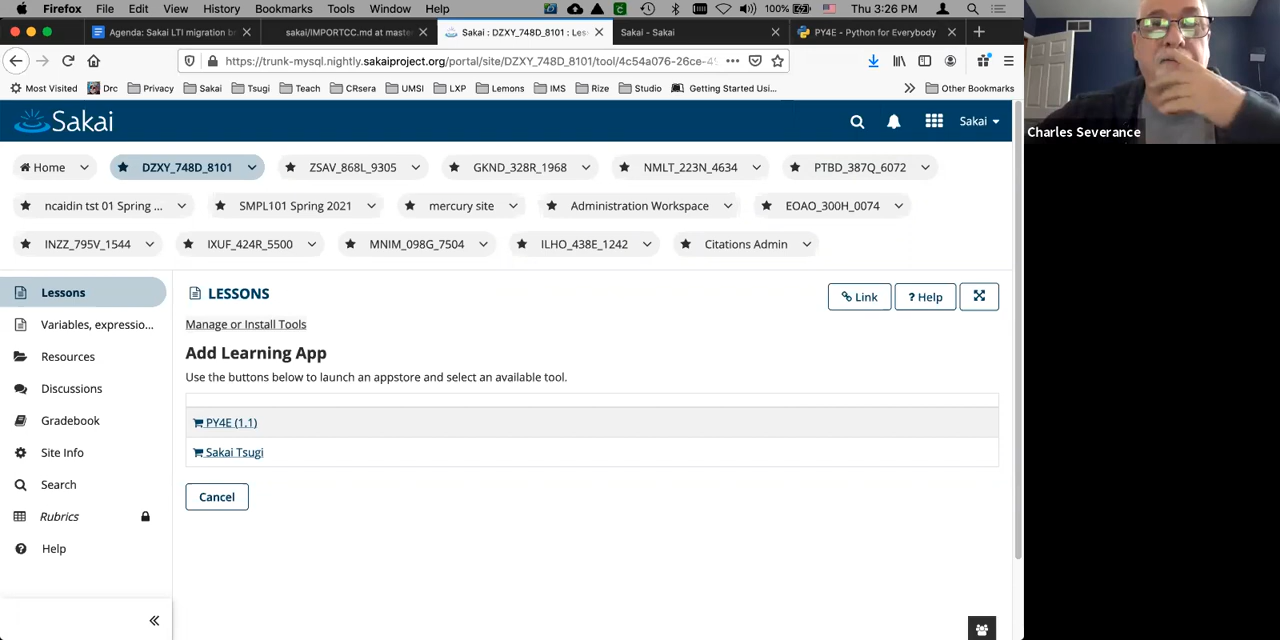 Firefox File Edit View History Bookmarks Tools Window Help 100% Thu 3:26 PM
Agenda: Sakai LTI migration br sakai/IMPORTCC.md at maste Sakai : DZXY_748D_8101 : Les Sakai - Sakai PY4E - Python for Everybody
https://trunk-mysql.nightly.sakaiproject.org/portal/site/DZXY_748D_8101/tool/4c54a076-26ce-4
Most Visited Drc Privacy Sakai Tsugi Teach CRsera UMSI LXP Lemons IMS Rize Studio Getting Started Usi... Other Bookmarks
Sakai Sakai
Charles Severance
Home DZXY_748D_8101 ZSAV_868L_9305 GKND_328R_1968 NMLT_223N_4634 PTBD_387Q_6072
ncaidin tst 01 Spring ... SMPL101 Spring 2021 mercury site Administration Workspace EOAO_300H_0074
INZZ_795V_1544 IXUF_424R_5500 MNIM_098G_7504 ILHO_438E_1242 Citations Admin
Lessons
Variables, expressio...
Resources
Discussions
Gradebook
Site Info
Search
Rubrics
Help
LESSONS
Link ? Help
Manage or Install Tools
Add Learning App
Use the buttons below to launch an appstore and select an available tool.
PY4E (1.1)
Sakai Tsugi
Cancel